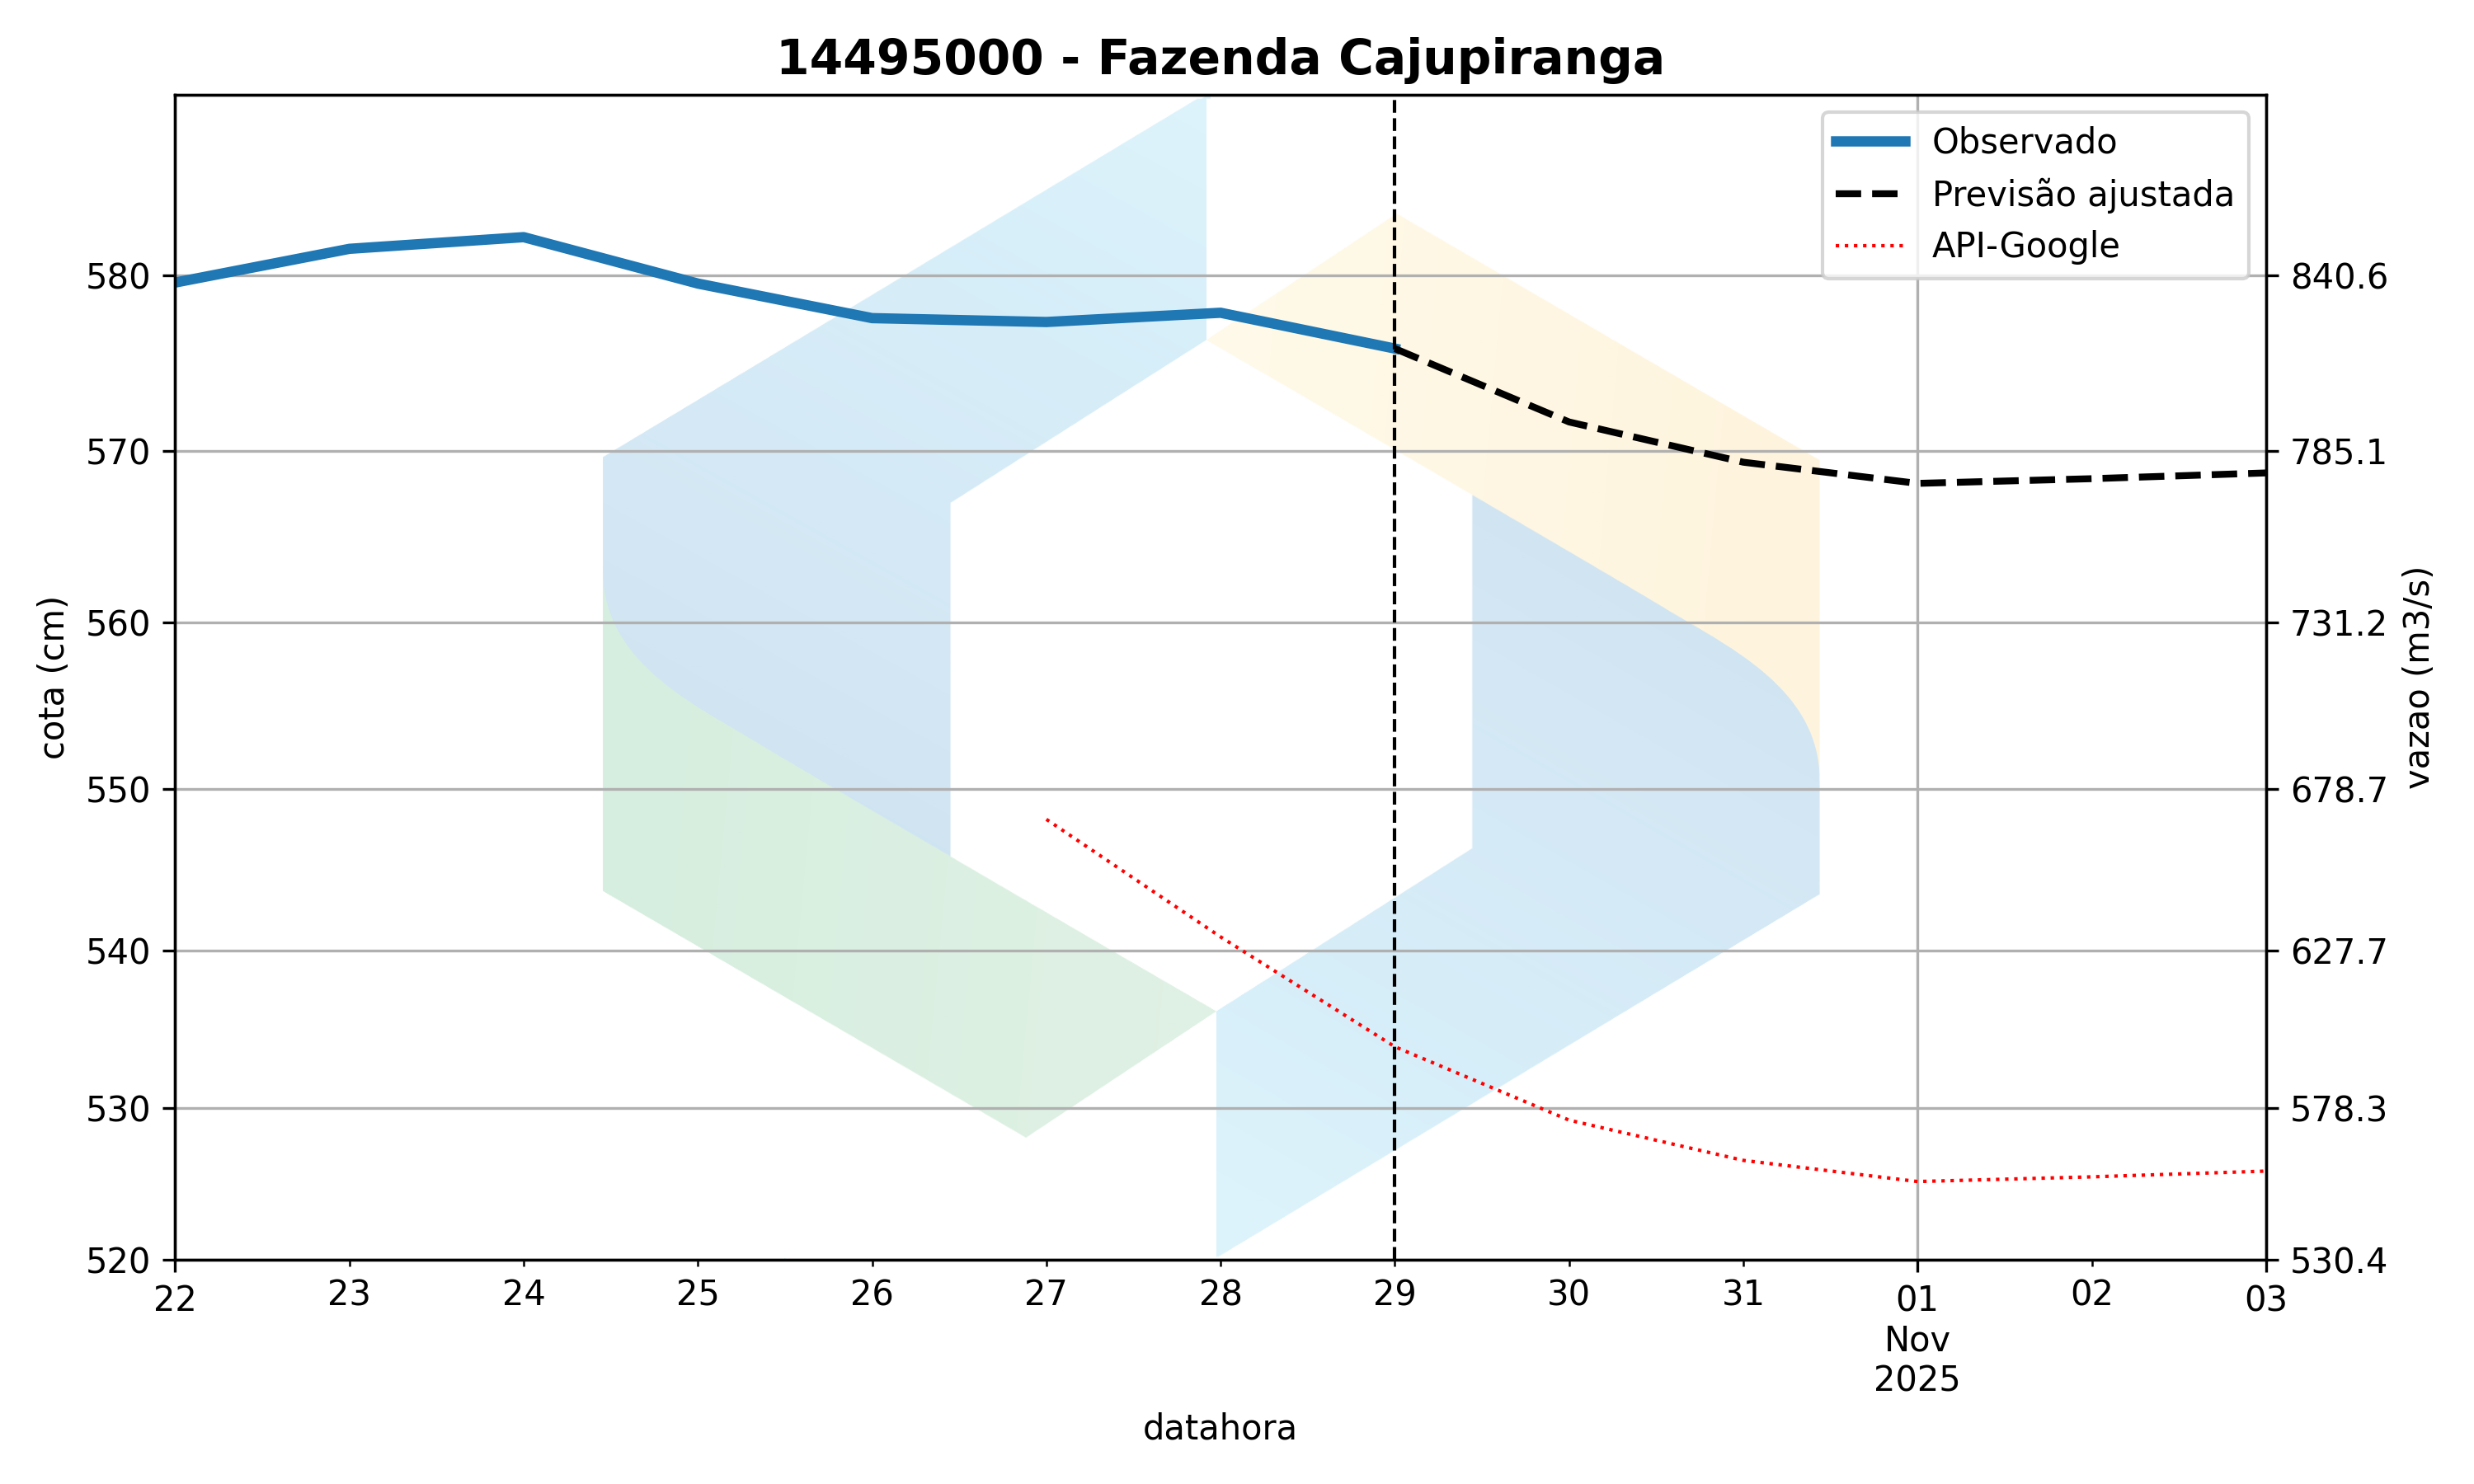 14495000 - Fazenda Cajupiranga
Observado
Previsão ajustada
API-Google
cota (cm)
580
570
560
550
540
530
520
840.6
785.1
731.2
678.7
627.7
578.3
530.4
vazao (m3/s)
22 23 24 25 26 27 28 29 30 31 01 02 03
Nov
2025
datahora